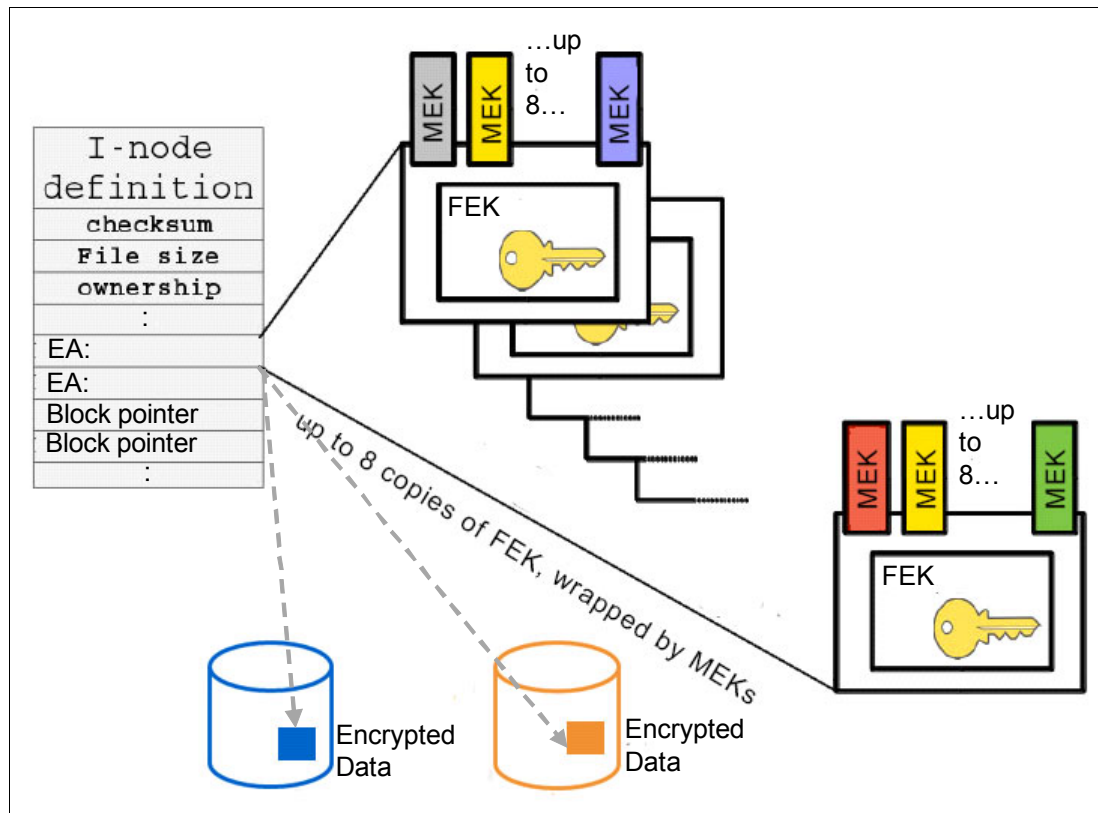 I-node
definition
checksum
File size
ownership
:
EA:
EA:
Block pointer
Block pointer
:
MEK
MEK
…up
to
8…
MEK
FEK
up to 8 copies of FEK, wrapped by MEKs
MEK
MEK
…up
to
8…
MEK
FEK
Encrypted
Data
Encrypted
Data